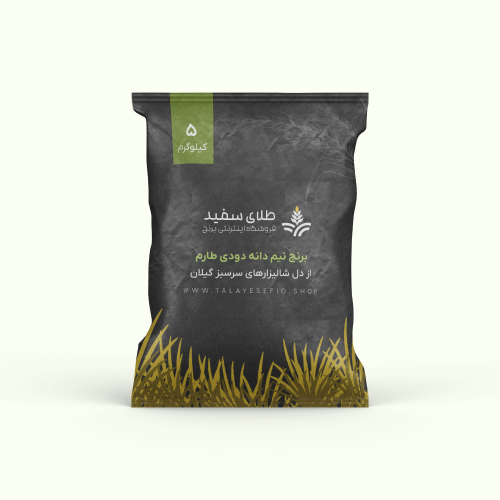 ۵
کیلوگرم
طلای سفید
فروشگاه اینترنتی برنج
برنج نیم دانه دودی طارم
از دل شالیزارهای سرسبز گیلان
WWW.TALAYESEFID.SHOP